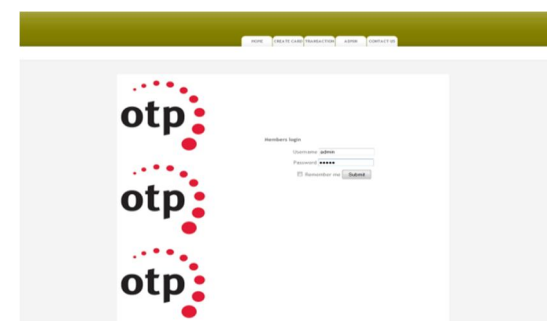 HOME CREATE CARD TRANSACTION ADMIN CONTACT US
otp
Members login
Username admin
Password •••••
Remember me Submit
otp
otp